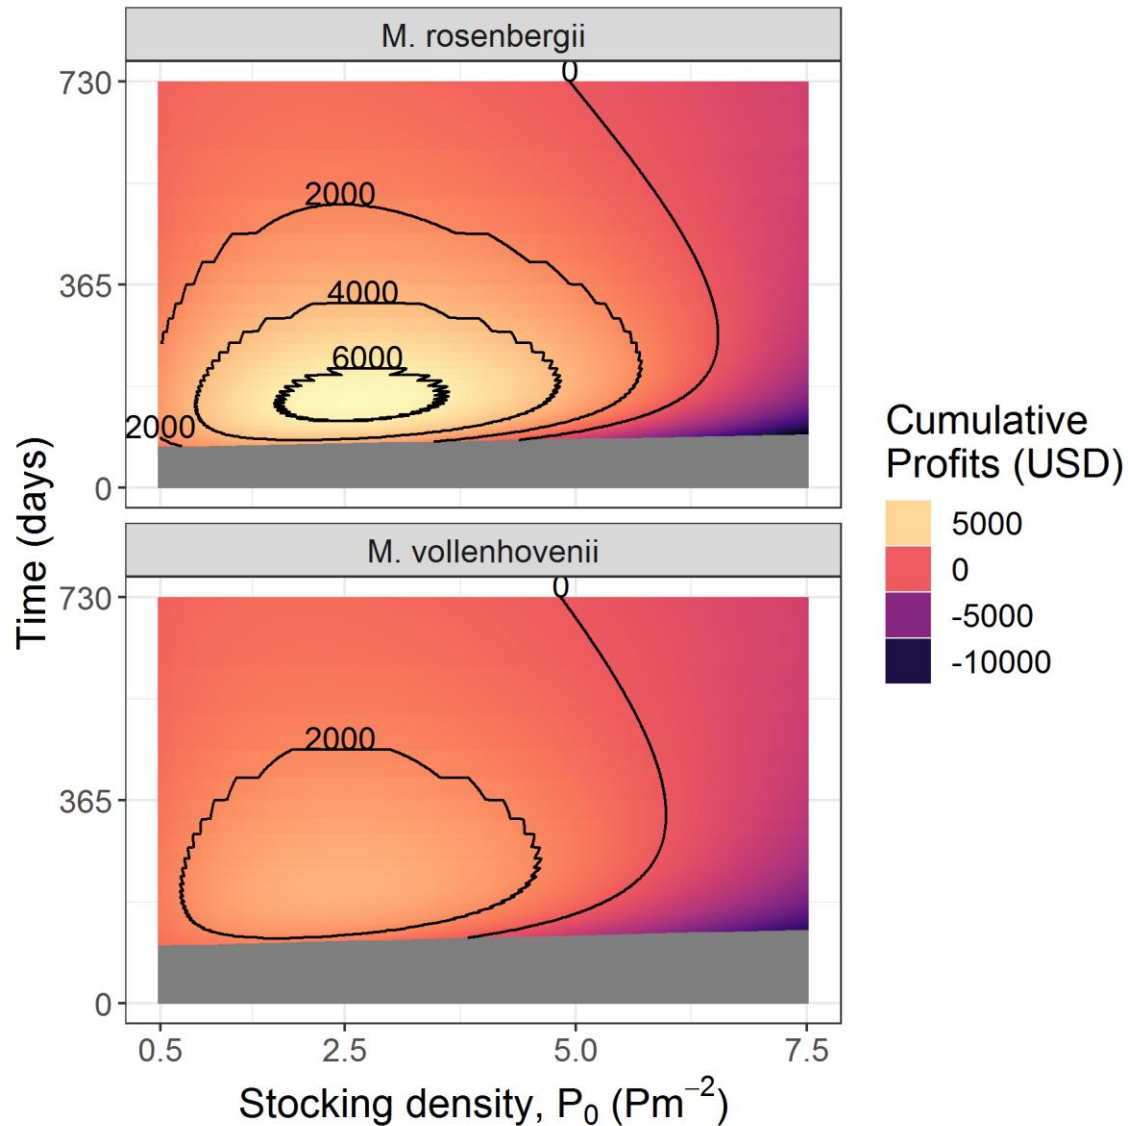 M. rosenbergii
0
730
2000
365
4000
6000
2000
0
M. vollenhovenii
0
730
2000
365
0
0.5 2.5 5.0 7.5
Time (days)
Stocking density, P₀ (Pm⁻²)
Cumulative
Profits (USD)
5000
0
-5000
-10000